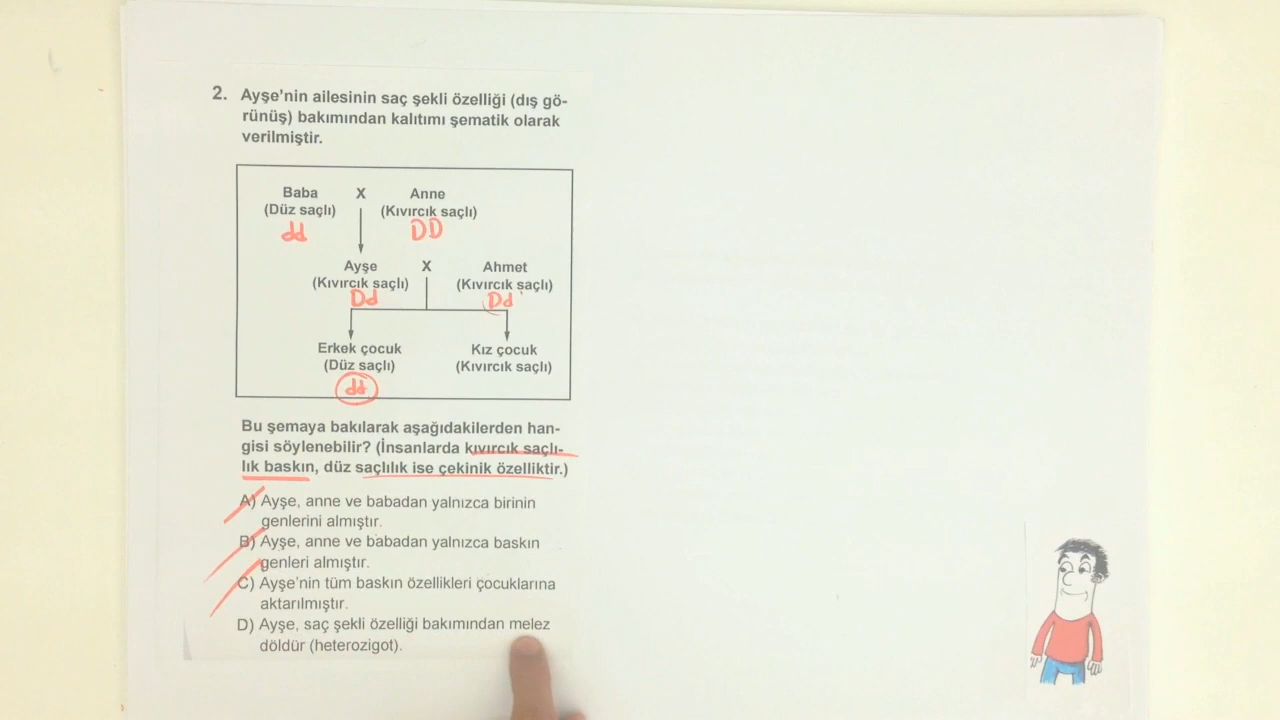 2. Ayşe'nin ailesinin saç şekli özelliği (dış gö-
rünüş) bakımından kalıtımı şematik olarak
verilmiştir.
Baba X Anne
(Düz saçlı) (Kıvırcık saçlı)
dd DD
Ayşe X Ahmet
(Kıvırcık saçlı) (Kıvırcık saçlı)
Dd Dd
Erkek çocuk Kız çocuk
(Düz saçlı) (Kıvırcık saçlı)
dd
Bu şemaya bakılarak aşağıdakilerden han-
gisi söylenebilir? (İnsanlarda kıvırcık saçlı-
lık baskın, düz saçlılık ise çekinik özelliktir.)
A) Ayşe, anne ve babadan yalnızca birinin
genlerini almıştır.
B) Ayşe, anne ve babadan yalnızca baskın
genleri almıştır.
C) Ayşe'nin tüm baskın özellikleri çocuklarına
aktarılmıştır.
D) Ayşe, saç şekli özelliği bakımından melez
döldür (heterozigot).